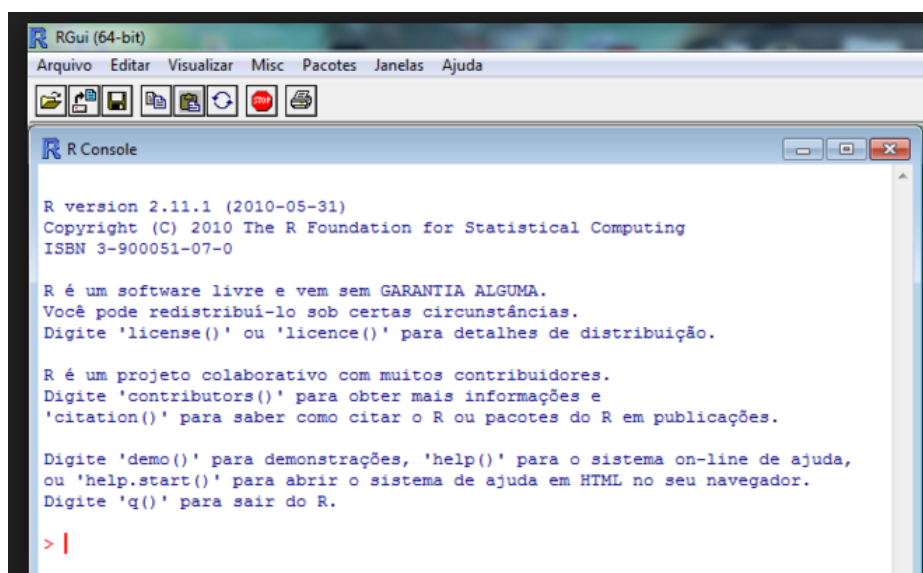 RGui (64-bit)
Arquivo Editar Visualizar Misc Pacotes Janelas Ajuda
STOP
R Console
R version 2.11.1 (2010-05-31)
Copyright (C) 2010 The R Foundation for Statistical Computing
ISBN 3-900051-07-0
R é um software livre e vem sem GARANTIA ALGUMA.
Você pode redistribuí-lo sob certas circunstâncias.
Digite 'license()' ou 'licence()' para detalhes de distribuição.
R é um projeto colaborativo com muitos contribuidores.
Digite 'contributors()' para obter mais informações e
'citation()' para saber como citar o R ou pacotes do R em publicações.
Digite 'demo()' para demonstrações, 'help()' para o sistema on-line de ajuda,
ou 'help.start()' para abrir o sistema de ajuda em HTML no seu navegador.
Digite 'q()' para sair do R.
>